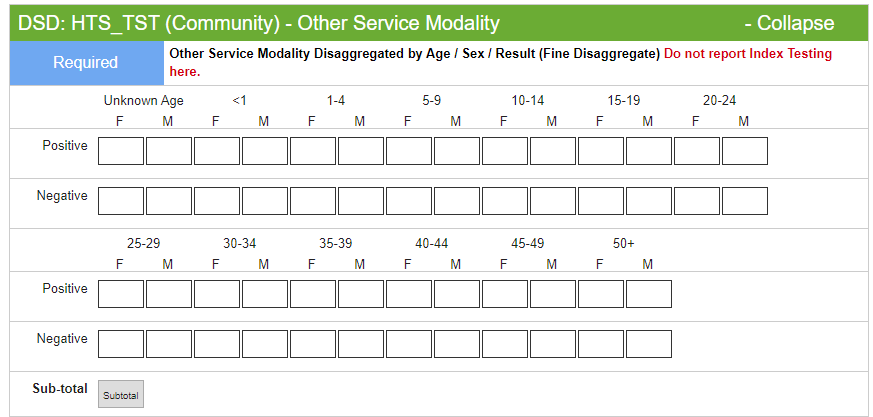 DSD: HTS_TST (Community) - Other Service Modality - Collapse
Required
Other Service Modality Disaggregated by Age / Sex / Result (Fine Disaggregate) Do not report Index Testing
here.
Unknown Age <1 1-4 5-9 10-14 15-19 20-24
F M F M F M F M F M F M F M
Positive
Negative
25-29 30-34 35-39 40-44 45-49 50+
F M F M F M F M F M F M
Positive
Negative
Sub-total Subtotal